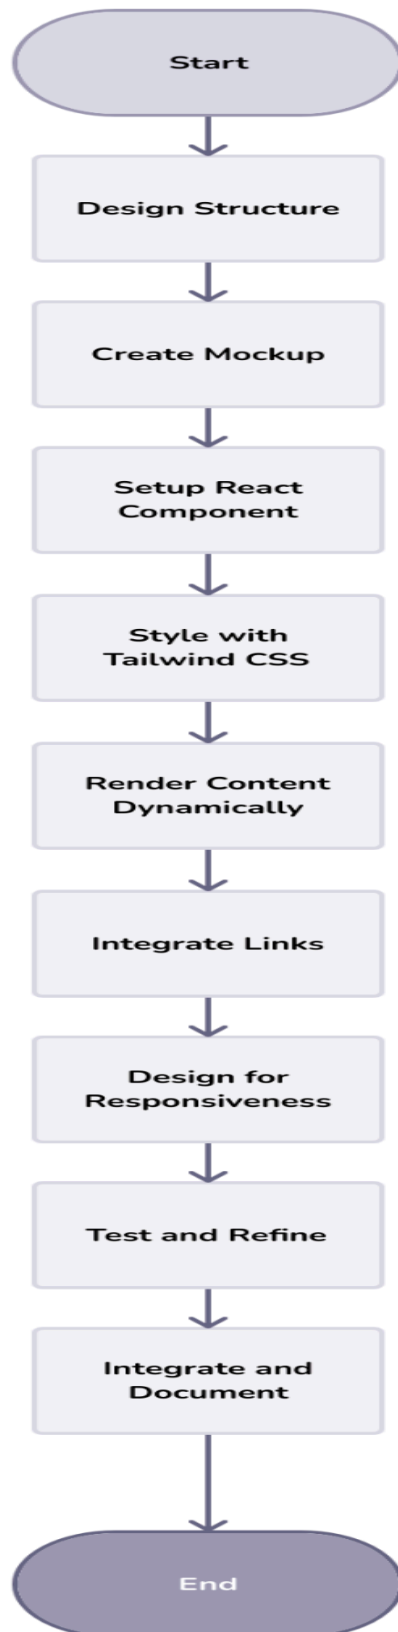 Start
Design Structure
Create Mockup
Setup React
Component
Style with
Tailwind CSS
Render Content
Dynamically
Integrate Links
Design for
Responsiveness
Test and Refine
Integrate and
Document
End